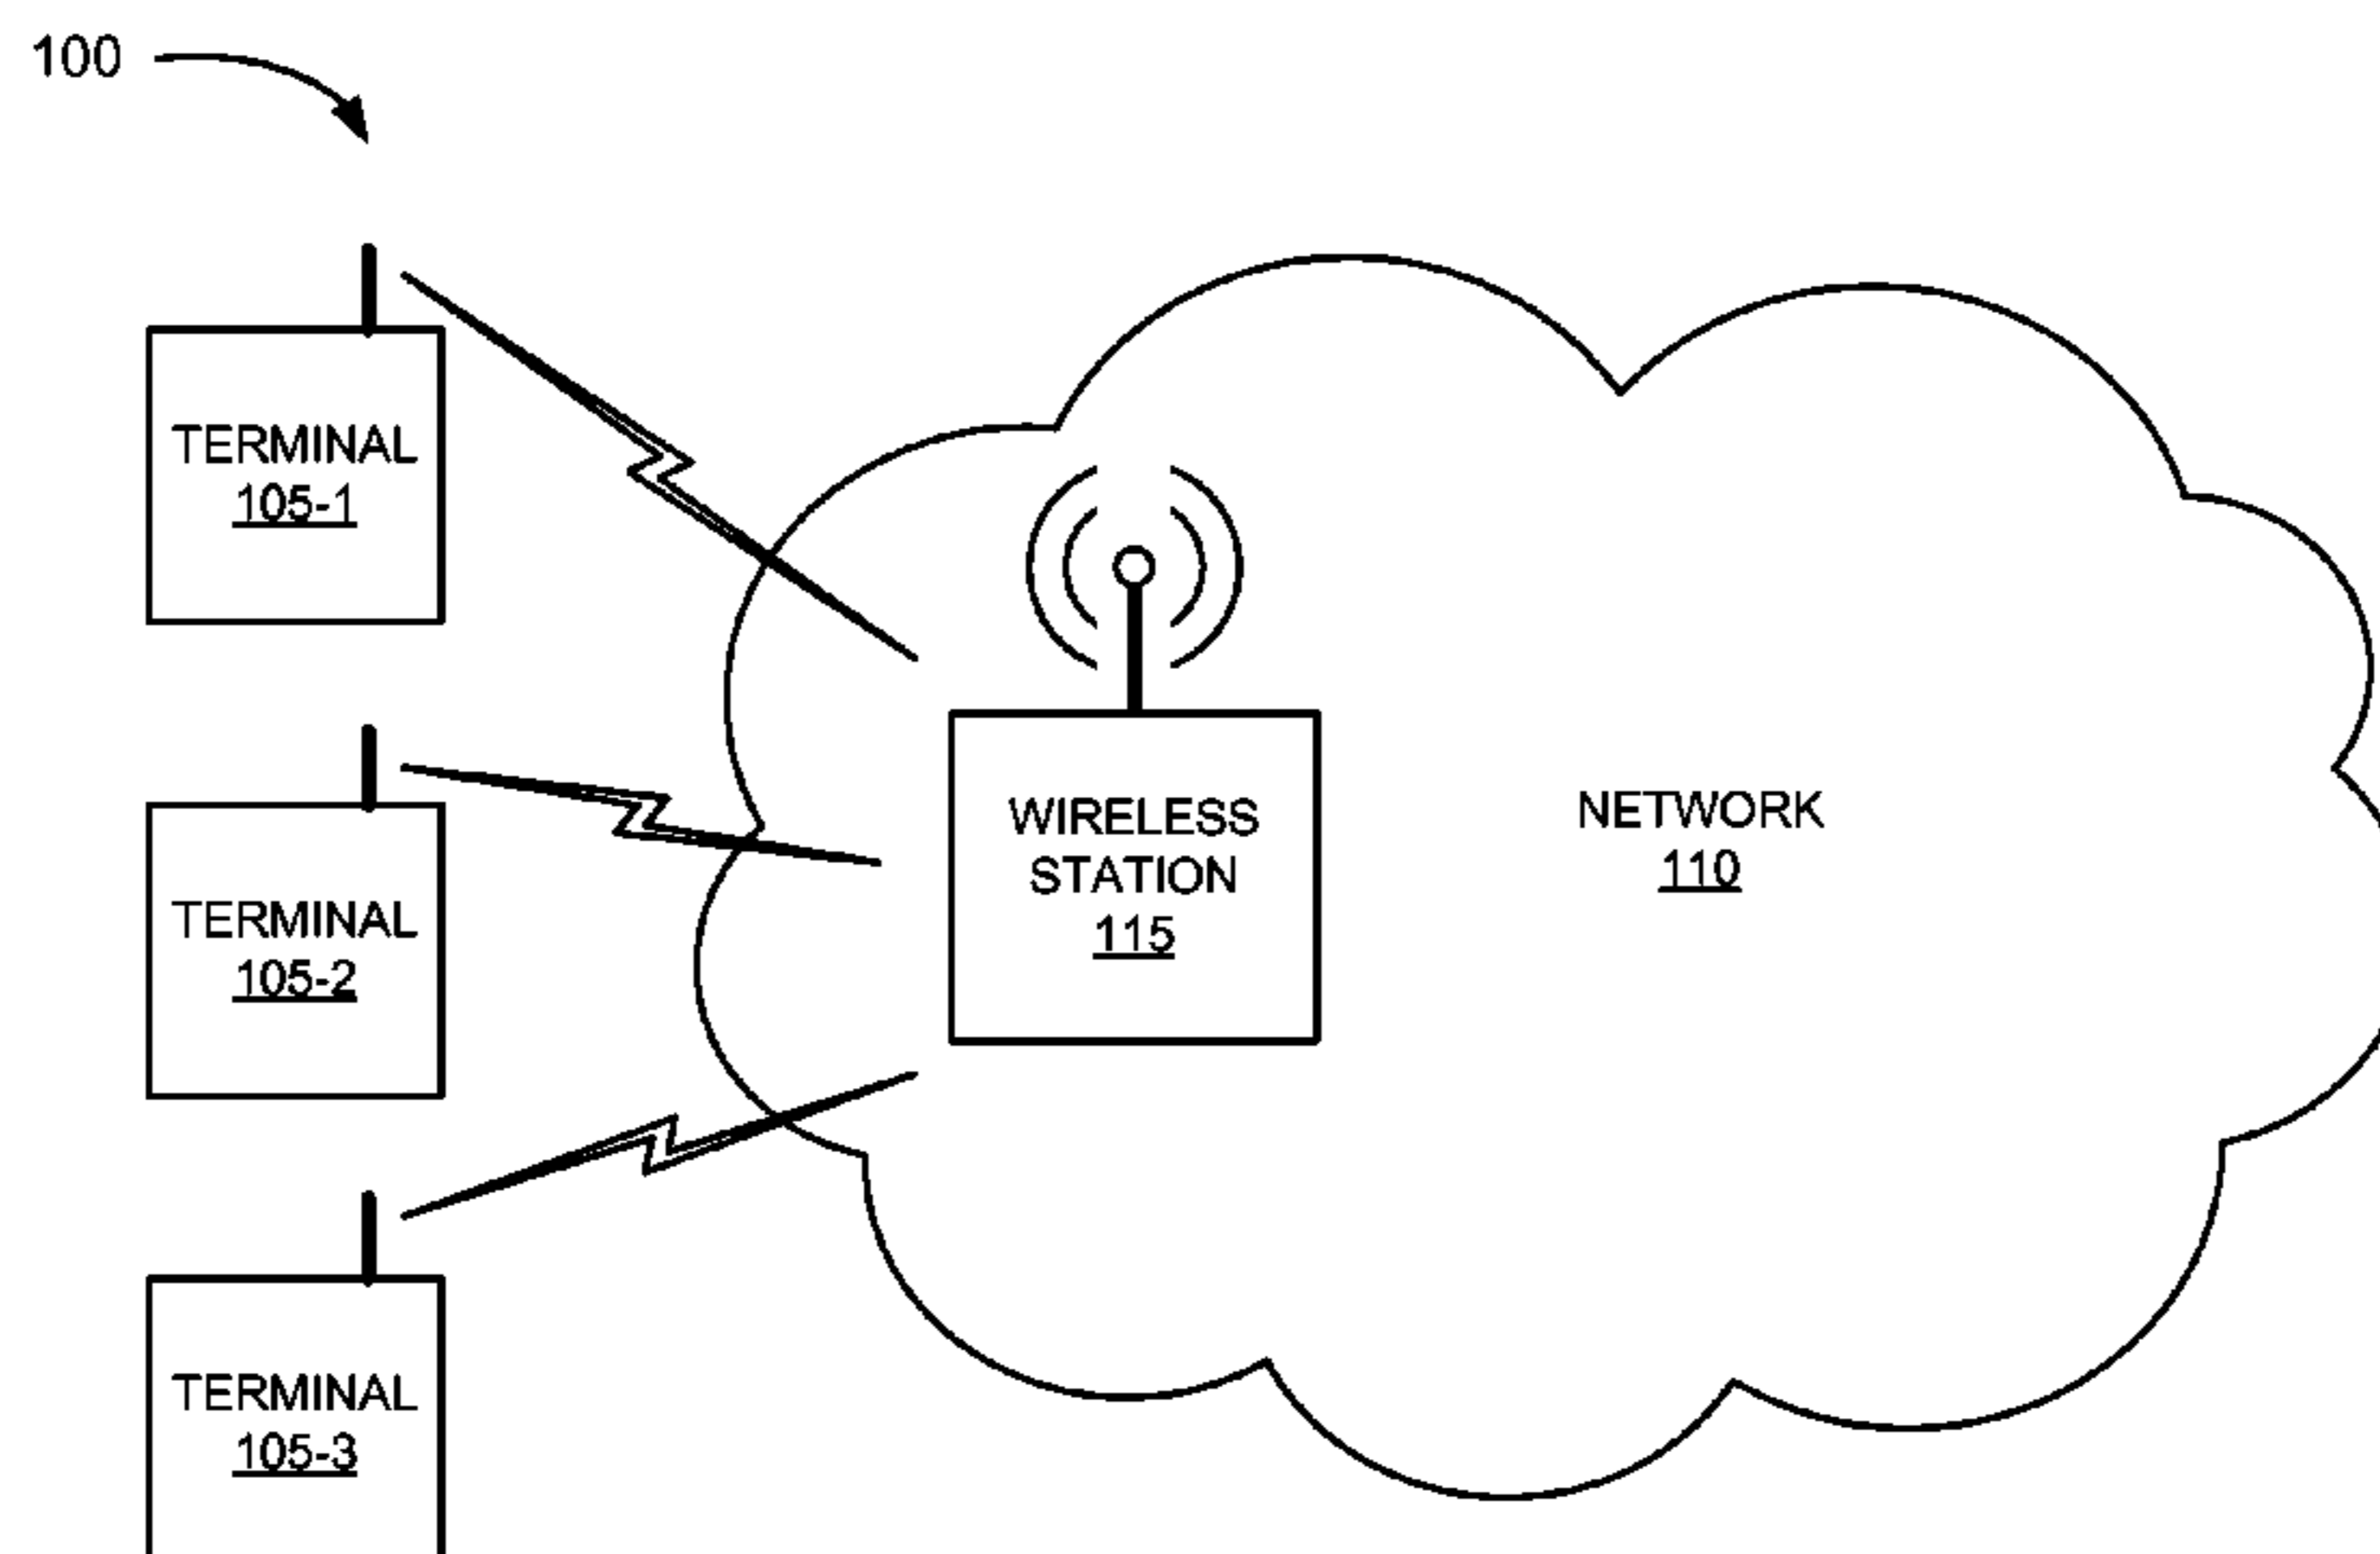 100
TERMINAL
105-1
TERMINAL
105-2
TERMINAL
105-3
WIRELESS
STATION
115
NETWORK
110